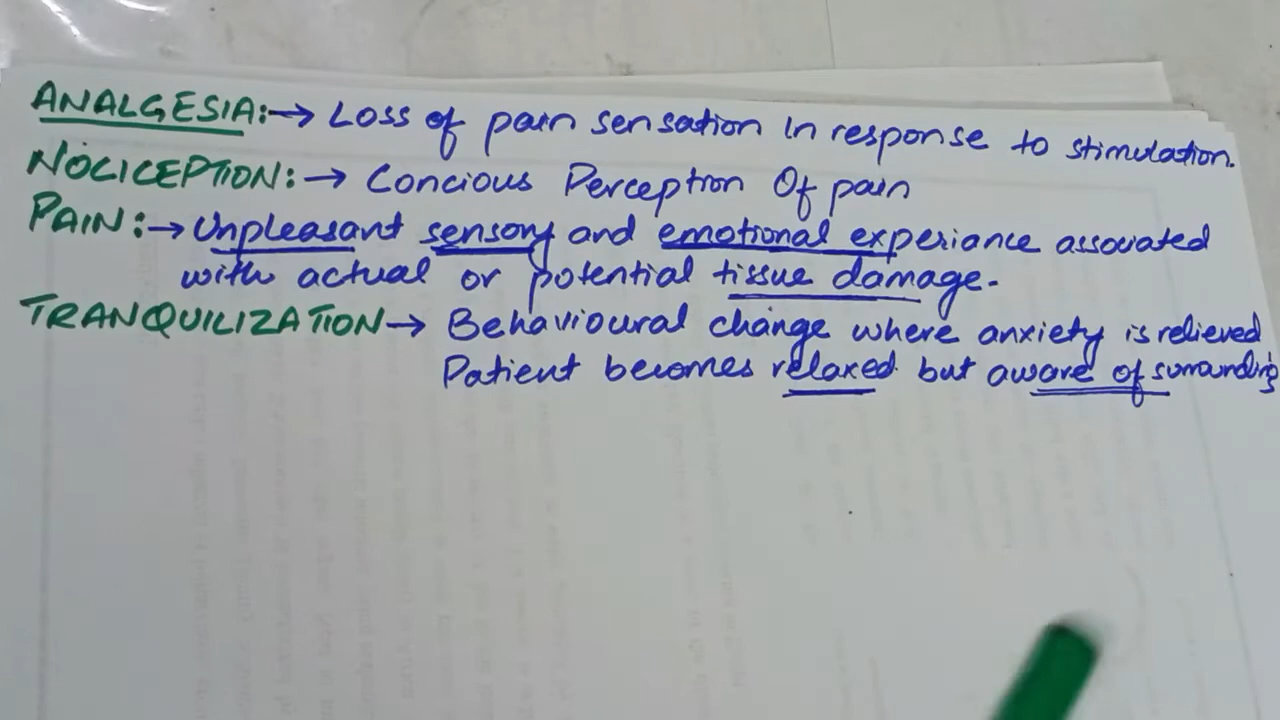 ANALGESIA:→ Loss of pain sensation in response to stimulation.
NOCICEPTION:→ Concious Perception Of pain
PAIN:→ Unpleasant sensory and emotional experiance associated
with actual or potential tissue damage.
TRANQUILIZATION→ Behavioural change where anxiety is relieved
Patient becomes relaxed but aware of surrounding